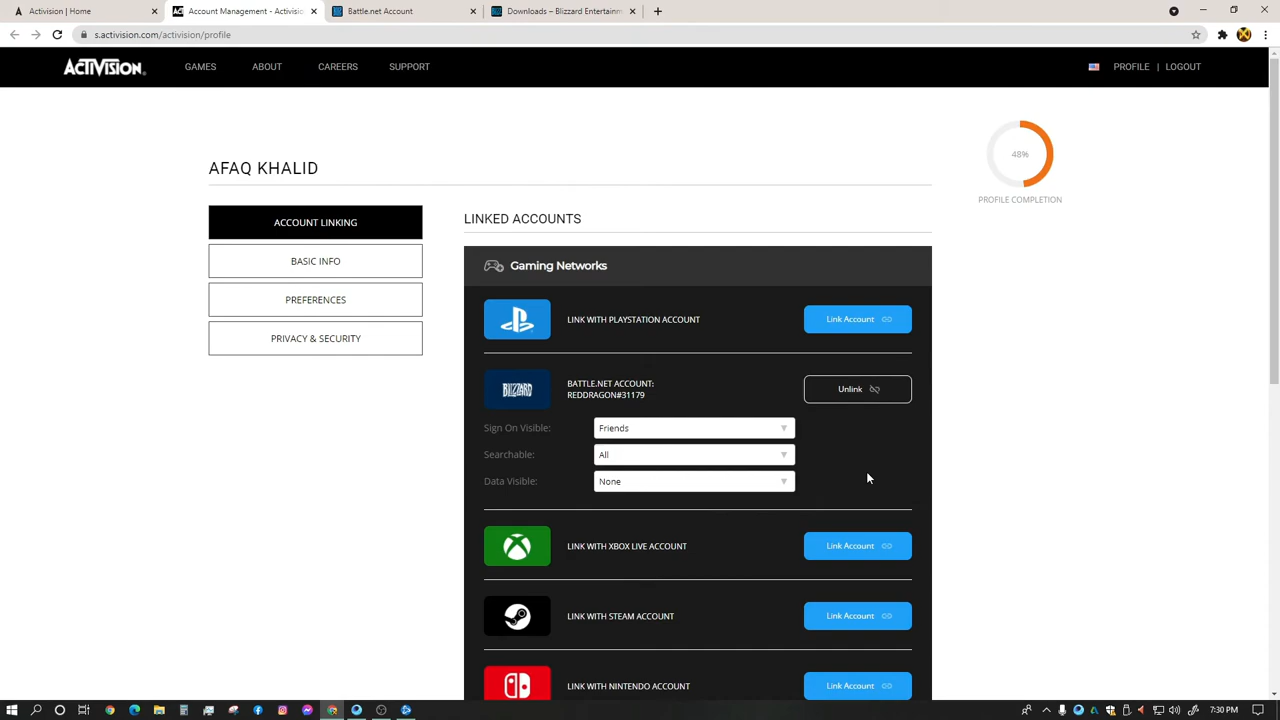 Activision | Home
Account Management - Activision
Battle.net Account
Downloads – Blizzard Entertainm
s.activision.com/activision/profile
ACTIVISION
GAMES ABOUT CAREERS SUPPORT
PROFILE | LOGOUT
48%
PROFILE COMPLETION
AFAQ KHALID
ACCOUNT LINKING
BASIC INFO
PREFERENCES
PRIVACY & SECURITY
LINKED ACCOUNTS
Gaming Networks
LINK WITH PLAYSTATION ACCOUNT
Link Account
BLIZZARD
BATTLE.NET ACCOUNT:
REDDRAGON#31179
Unlink
Sign On Visible: Friends
Searchable: All
Data Visible: None
LINK WITH XBOX LIVE ACCOUNT
Link Account
LINK WITH STEAM ACCOUNT
Link Account
LINK WITH NINTENDO ACCOUNT
Link Account
7:30 PM